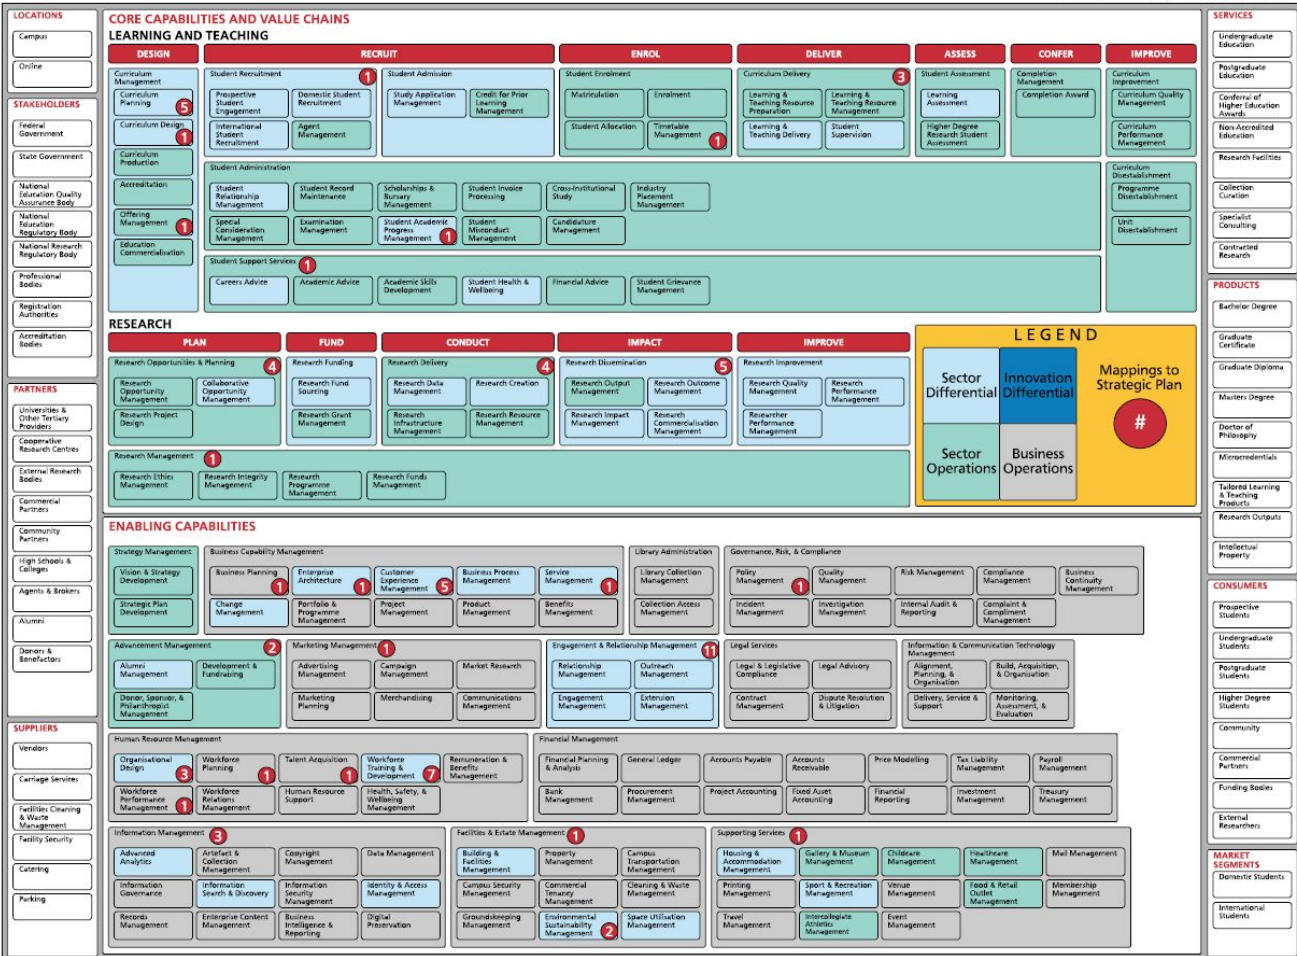 LOCATIONS
Campus
Online
STAKEHOLDERS
Federal
Government
State Government
National
Education Quality
Assurance Body
National
Education
Regulatory Body
National Research
Regulatory Body
Professional
Bodies
Registration
Authorities
Accreditation
Bodies
PARTNERS
Universities &
Other Tertiary
Providers
Cooperative
Research Centres
External Research
Bodies
Commercial
Partners
Community
Partners
High Schools &
Colleges
Agents & Brokers
Alumni
Donors &
Benefactors
SUPPLIERS
Vendors
Carriage Services
Facilities Cleaning
& Waste
Management
Facility Security
Catering
Parking
CORE CAPABILITIES AND VALUE CHAINS
LEARNING AND TEACHING
DESIGN
RECRUIT
ENROL
DELIVER
ASSESS
CONFER
IMPROVE
Curriculum
Management
Curriculum
Planning
5
Curriculum Design
1
Curriculum
Production
Accreditation
Offering
Management
1
Education
Commercialisation
Student Recruitment
1
Prospective
Student
Engagement
Domestic Student
Recruitment
International
Student
Recruitment
Agent
Management
Student Admission
Study Application
Management
Credit for Prior
Learning
Management
Student Enrolment
Matriculation
Enrolment
Student Allocation
Timetable
Management
1
Curriculum Delivery
3
Learning &
Teaching Resource
Preparation
Learning &
Teaching Resource
Management
Learning &
Teaching Delivery
Student
Supervision
Student Assessment
Learning
Assessment
Higher Degree
Research Student
Assessment
Completion
Management
Completion Award
Curriculum
Improvement
Curriculum Quality
Management
Curriculum
Performance
Management
Student Administration
Student
Relationship
Management
Student Record
Maintenance
Scholarships &
Bursary
Management
Student Invoice
Processing
Cross-Institutional
Study
Industry
Placement
Management
Special
Consideration
Management
Examination
Management
Student Academic
Progress
Management
1
Student
Misconduct
Management
Candidature
Management
Curriculum
Disestablishment
Programme
Disestablishment
Unit
Disestablishment
Student Support Services
1
Careers Advice
Academic Advice
Academic Skills
Development
Student Health &
Wellbeing
Financial Advice
Student Grievance
Management
RESEARCH
PLAN
FUND
CONDUCT
IMPACT
IMPROVE
Research Opportunities & Planning
4
Research
Opportunity
Management
Collaborative
Opportunity
Management
Research Project
Design
Research Funding
Research Fund
Sourcing
Research Grant
Management
Research Delivery
4
Research Data
Management
Research Creation
Research
Infrastructure
Management
Research Resource
Management
Research Dissemination
5
Research Output
Management
Research Outcome
Management
Research Impact
Management
Research
Commercialisation
Management
Research Improvement
Research Quality
Management
Research
Performance
Management
Researcher
Performance
Management
Research Management
1
Research Ethics
Management
Research Integrity
Management
Research
Programme
Management
Research Funds
Management
LEGEND
Sector
Differential
Innovation
Differential
Sector
Operations
Business
Operations
Mappings to
Strategic Plan
#
ENABLING CAPABILITIES
Strategy Management
Vision & Strategy
Development
Strategic Plan
Development
Business Capability Management
Business Planning
1
Enterprise
Architecture
1
Customer
Experience
Management
5
Business Process
Management
Service
Management
1
Change
Management
Portfolio &
Programme
Management
Project
Management
Product
Management
Benefits
Management
Library Administration
Library Collection
Management
Collection Access
Management
Governance, Risk, & Compliance
Policy
Management
1
Quality
Management
Risk Management
Compliance
Management
Business
Continuity
Management
Incident
Management
Investigation
Management
Internal Audit &
Reporting
Complaint &
Compliment
Management
Advancement Management
2
Alumni
Management
Development &
Fundraising
Donor, Sponsor, &
Philanthropist
Management
Marketing Management
1
Advertising
Management
Campaign
Management
Market Research
Marketing
Planning
Merchandising
Communications
Management
Engagement & Relationship Management
11
Relationship
Management
Outreach
Management
Engagement
Management
Extension
Management
Legal Services
Legal & Legislative
Compliance
Legal Advisory
Contract
Management
Dispute Resolution
& Litigation
Information & Communication Technology
Management
Alignment,
Planning, &
Organisation
Build, Acquisition,
& Organisation
Delivery, Service &
Support
Monitoring,
Assessment, &
Evaluation
Human Resource Management
Organisational
Design
3
Workforce
Planning
1
Talent Acquisition
1
Workforce
Training &
Development
7
Remuneration &
Benefits
Management
Workforce
Performance
Management
1
Workforce
Relations
Management
Human Resource
Support
Health, Safety, &
Wellbeing
Management
Financial Management
Financial Planning
& Analysis
General Ledger
Accounts Payable
Accounts
Receivable
Price Modelling
Tax Liability
Management
Payroll
Management
Bank
Management
Procurement
Management
Project Accounting
Fixed Asset
Accounting
Financial
Reporting
Investment
Management
Treasury
Management
Information Management
3
Advanced
Analytics
Artefact &
Collection
Management
Copyright
Management
Data Management
Information
Governance
Information
Search & Discovery
Information
Security
Management
Identity & Access
Management
Records
Management
Enterprise Content
Management
Business
Intelligence &
Reporting
Digital
Preservation
Facilities & Estate Management
1
Building &
Facilities
Management
Property
Management
Campus
Transportation
Management
Campus Security
Management
Commercial
Tenancy
Management
Cleaning & Waste
Management
Groundskeeping
Management
Environmental
Sustainability
Management
2
Space Utilisation
Management
Supporting Services
1
Housing &
Accommodation
Management
Gallery & Museum
Management
Childcare
Management
Healthcare
Management
Mail Management
Printing
Management
Sport & Recreation
Management
Venue
Management
Food & Retail
Outlet
Management
Membership
Management
Travel
Management
Intercollegiate
Athletics
Management
Event
Management
SERVICES
Undergraduate
Education
Postgraduate
Education
Conferral of
Higher Education
Awards
Non-Accredited
Education
Research Facilities
Collection
Curation
Specialist
Consulting
Contracted
Research
PRODUCTS
Bachelor Degree
Graduate
Certificate
Graduate Diploma
Masters Degree
Doctor of
Philosophy
Microcredentials
Tailored Learning
& Teaching
Products
Research Outputs
Intellectual
Property
CONSUMERS
Prospective
Students
Undergraduate
Students
Postgraduate
Students
Higher Degree
Students
Community
Commercial
Partners
Funding Bodies
External
Researchers
MARKET
SEGMENTS
Domestic Students
International
Students